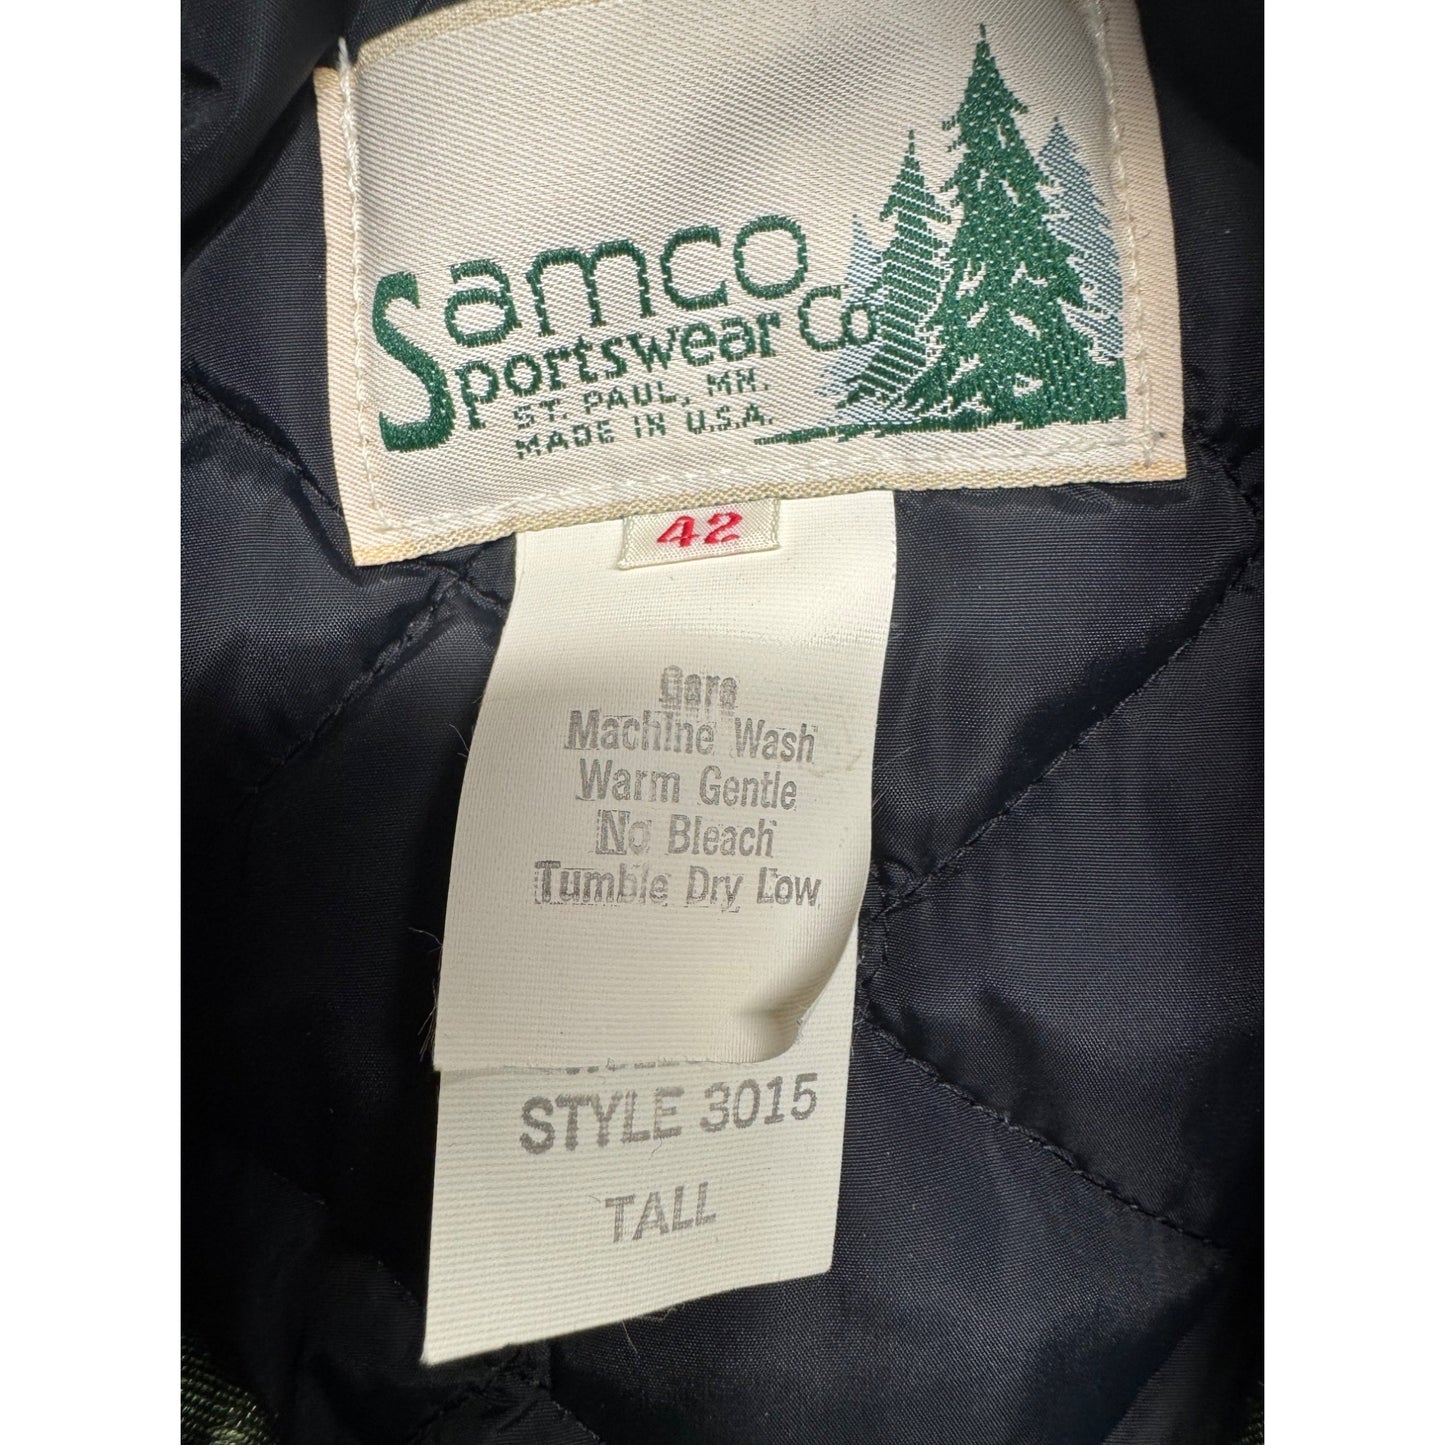 Samco
Sportswear Co
ST. PAUL, MN.
MADE IN U.S.A.
42
Care
Machine Wash
Warm Gentle
No Bleach
Tumble Dry Low
STYLE 3015
TALL